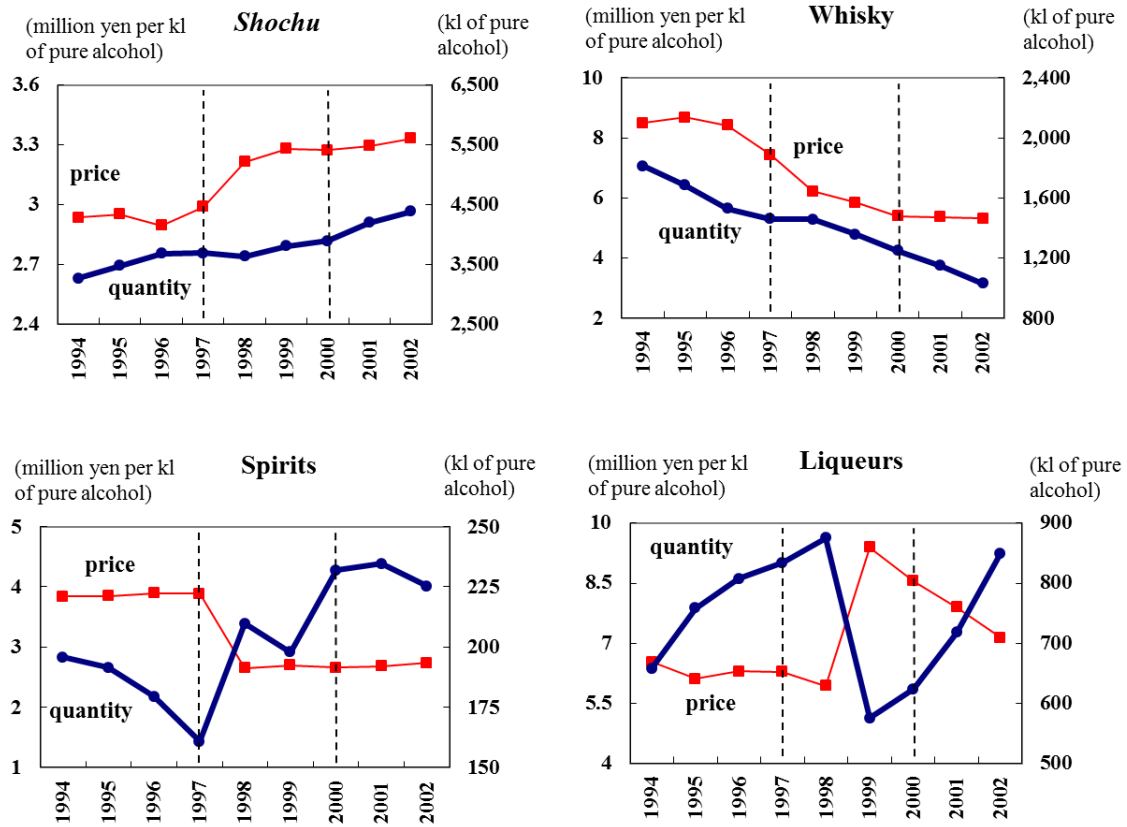 Shochu
(million yen per kl
of pure alcohol)
(kl of pure
alcohol)
3.6
3.3
3
2.7
2.4
6,500
5,500
4,500
3,500
2,500
price
quantity
1994
1995
1996
1997
1998
1999
2000
2001
2002
Whisky
(million yen per kl
of pure alcohol)
(kl of pure
alcohol)
10
8
6
4
2
2,400
2,000
1,600
1,200
800
price
quantity
1994
1995
1996
1997
1998
1999
2000
2001
2002
Spirits
(million yen per kl
of pure alcohol)
(kl of pure
alcohol)
5
4
3
2
1
250
225
200
175
150
price
quantity
1994
1995
1996
1997
1998
1999
2000
2001
2002
Liqueurs
(million yen per kl
of pure alcohol)
(kl of pure
alcohol)
10
8.5
7
5.5
4
900
800
700
600
500
quantity
price
1994
1995
1996
1997
1998
1999
2000
2001
2002